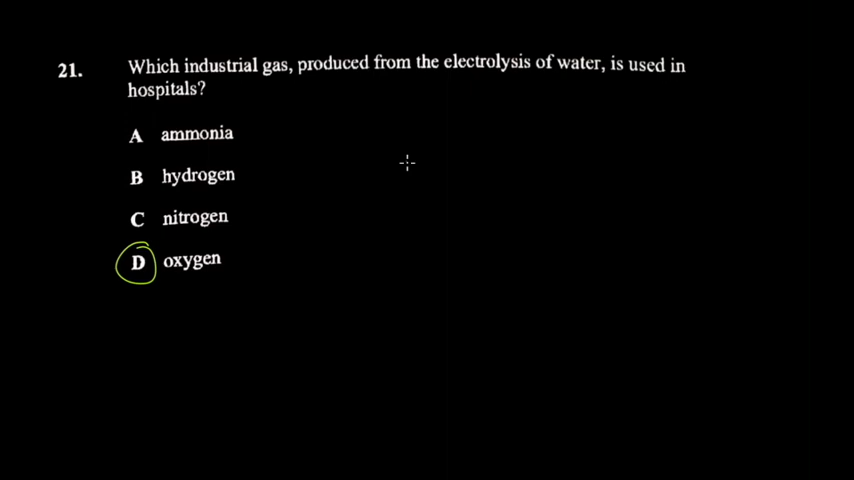 21. Which industrial gas, produced from the electrolysis of water, is used in
hospitals?
A ammonia
B hydrogen
C nitrogen
D oxygen